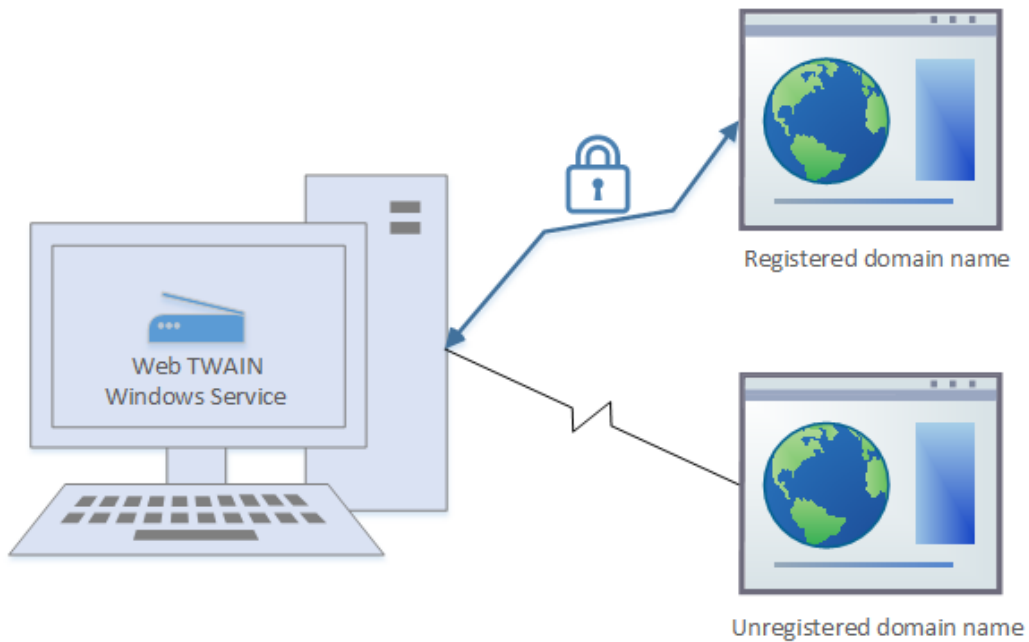 Registered domain name
Web TWAIN
Windows Service
Unregistered domain name